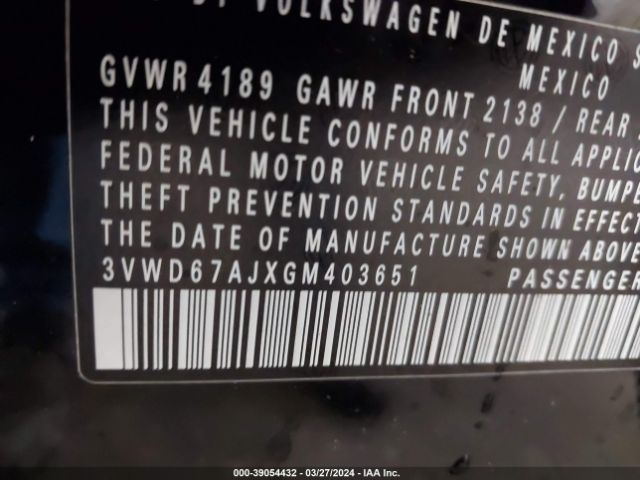 BY VOLKSWAGEN DE MEXICO S
MEXICO
GVWR 4189 GAWR FRONT 2138 / REAR
THIS VEHICLE CONFORMS TO ALL APPLIC
FEDERAL MOTOR VEHICLE SAFETY, BUMP
THEFT PREVENTION STANDARDS IN EFFECT
THE DATE OF MANUFACTURE SHOWN ABOVE
3VWD67AJXGM403651 PASSENGER
000-39054432 - 03/27/2024 - IAA Inc.